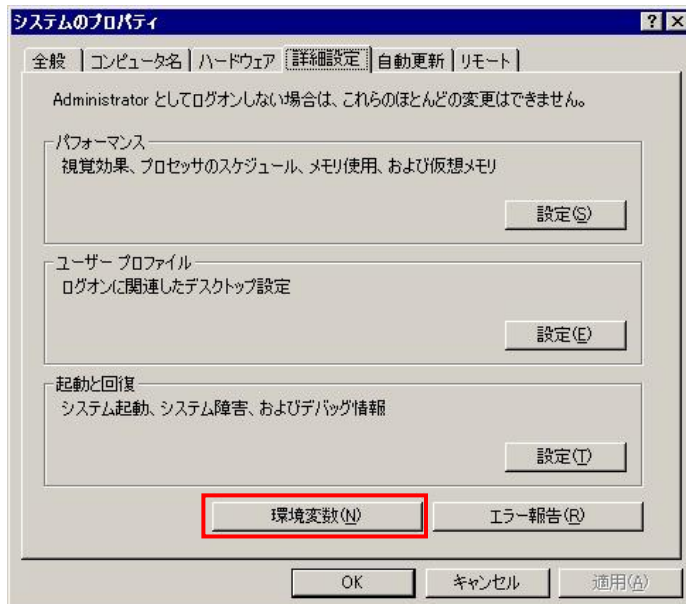 システムのプロパティ
全般 コンピュータ名 ハードウェア 詳細設定 自動更新 リモート
Administrator としてログオンしない場合は、これらのほとんどの変更はできません。
パフォーマンス
視覚効果、プロセッサのスケジュール、メモリ使用、および仮想メモリ
設定(S)
ユーザー プロファイル
ログオンに関連したデスクトップ設定
設定(E)
起動と回復
システム起動、システム障害、およびデバッグ情報
設定(T)
環境変数(N) エラー報告(R)
OK キャンセル 適用(A)